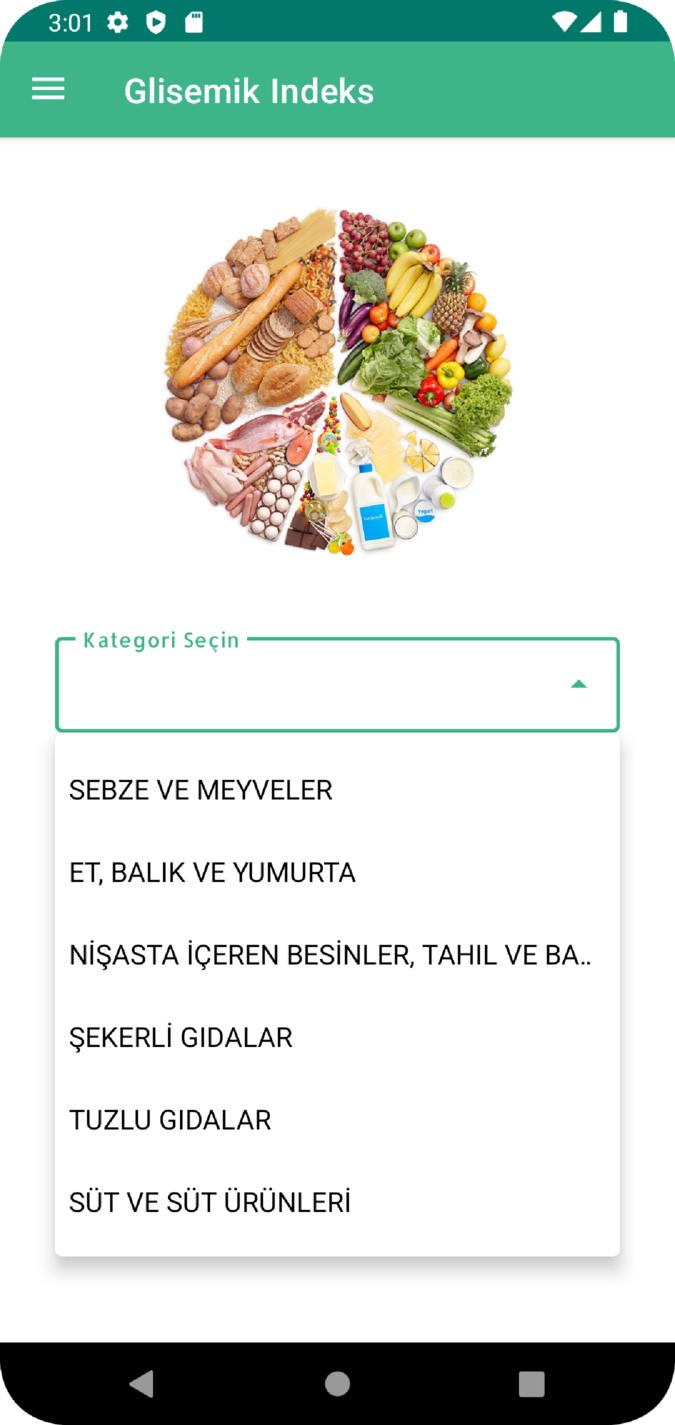 3:01
Glisemik Indeks
Yogurt
Kategori Seçin
SEBZE VE MEYVELER
ET, BALIK VE YUMURTA
NİŞASTA İÇEREN BESİNLER, TAHIL VE BA..
ŞEKERLİ GIDALAR
TUZLU GIDALAR
SÜT VE SÜT ÜRÜNLERİ